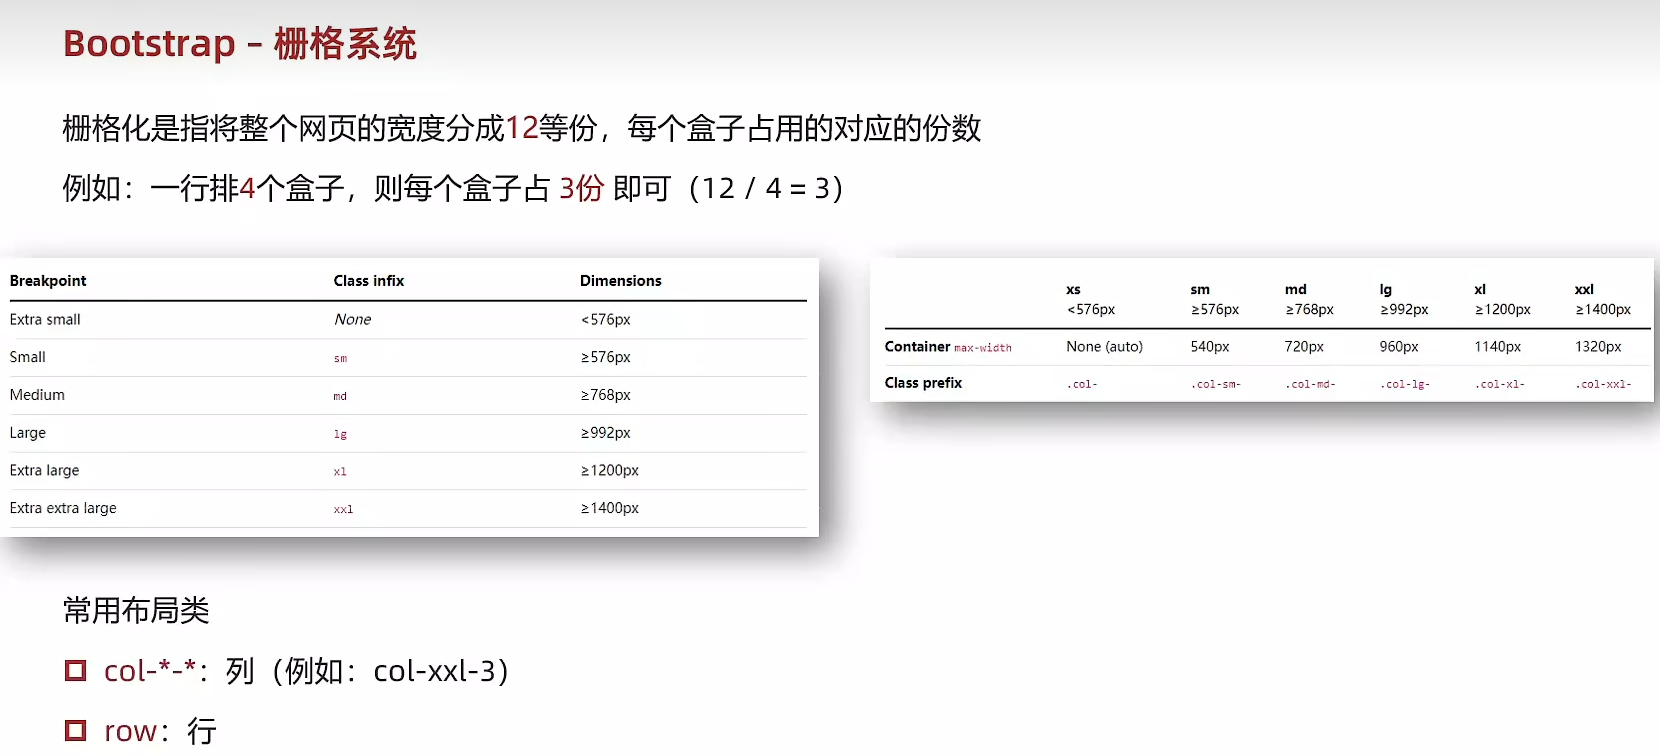 Bootstrap – 栅格系统
栅格化是指将整个网页的宽度分成12等份，每个盒子占用的对应的份数
例如：一行排4个盒子，则每个盒子占 3份 即可（12 / 4 = 3）
Breakpoint Class infix Dimensions
Extra small None <576px
Small sm ≥576px
Medium md ≥768px
Large lg ≥992px
Extra large xl ≥1200px
Extra extra large xxl ≥1400px
xs sm md lg xl xxl
<576px ≥576px ≥768px ≥992px ≥1200px ≥1400px
Container max-width None (auto) 540px 720px 960px 1140px 1320px
Class prefix .col- .col-sm- .col-md- .col-lg- .col-xl- .col-xxl-
常用布局类
col-*-*：列（例如：col-xxl-3）
row：行